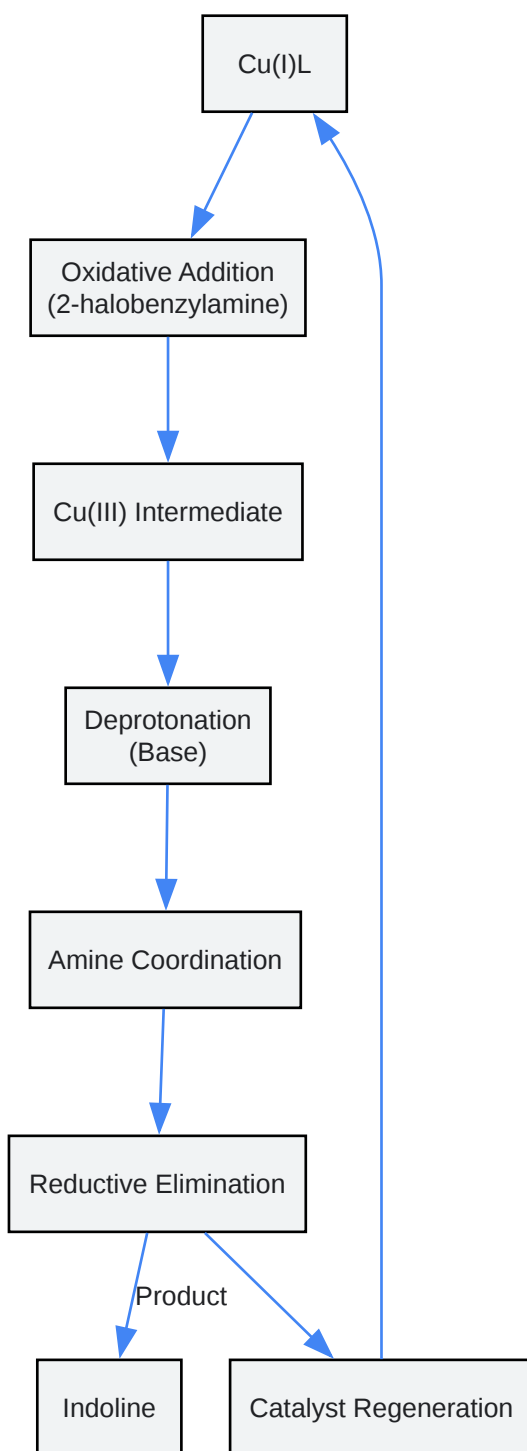 Cu(I)L
Oxidative Addition
(2-halobenzylamine)
Cu(III) Intermediate
Deprotonation
(Base)
Amine Coordination
Reductive Elimination
Product
Indoline
Catalyst Regeneration